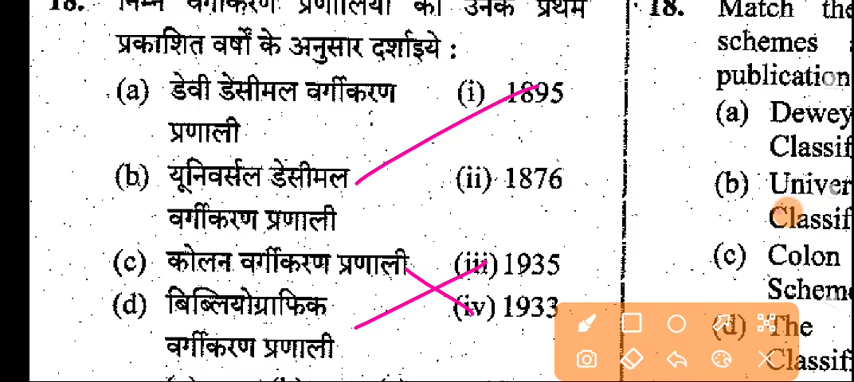 18. निम्न वर्गीकरण प्रणालियों को उनके प्रथम
प्रकाशित वर्षों के अनुसार दर्शाइये :
(a) डेवी डेसीमल वर्गीकरण (i) 1895
प्रणाली
(b) यूनिवर्सल डेसीमल (ii) 1876
वर्गीकरण प्रणाली
(c) कोलन वर्गीकरण प्रणाली (iii) 1935
(d) बिब्लियोग्राफिक (iv) 1933
वर्गीकरण प्रणाली
18. Match the
schemes
publication
(a) Dewey
Classif
(b) Univer
Classif
(c) Colon
Schem
(d) The
Classif